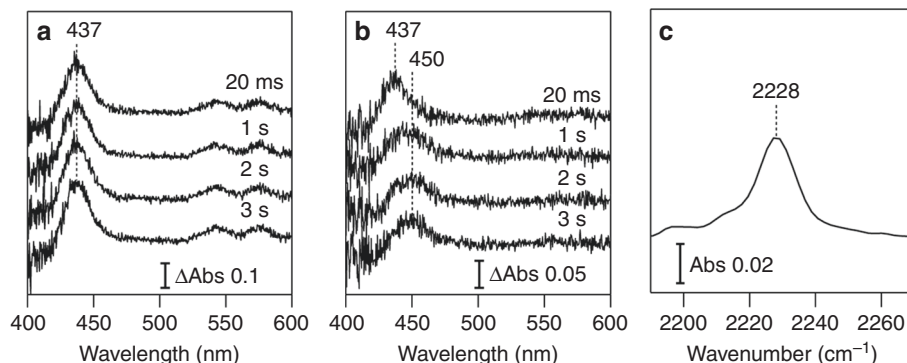 a
437
20 ms
1 s
2 s
3 s
ΔAbs 0.1
400 450 500 550 600
Wavelength (nm)
b
437
450
20 ms
1 s
2 s
3 s
ΔAbs 0.05
400 450 500 550 600
Wavelength (nm)
c
2228
Abs 0.02
2200 2220 2240 2260
Wavenumber (cm⁻¹)